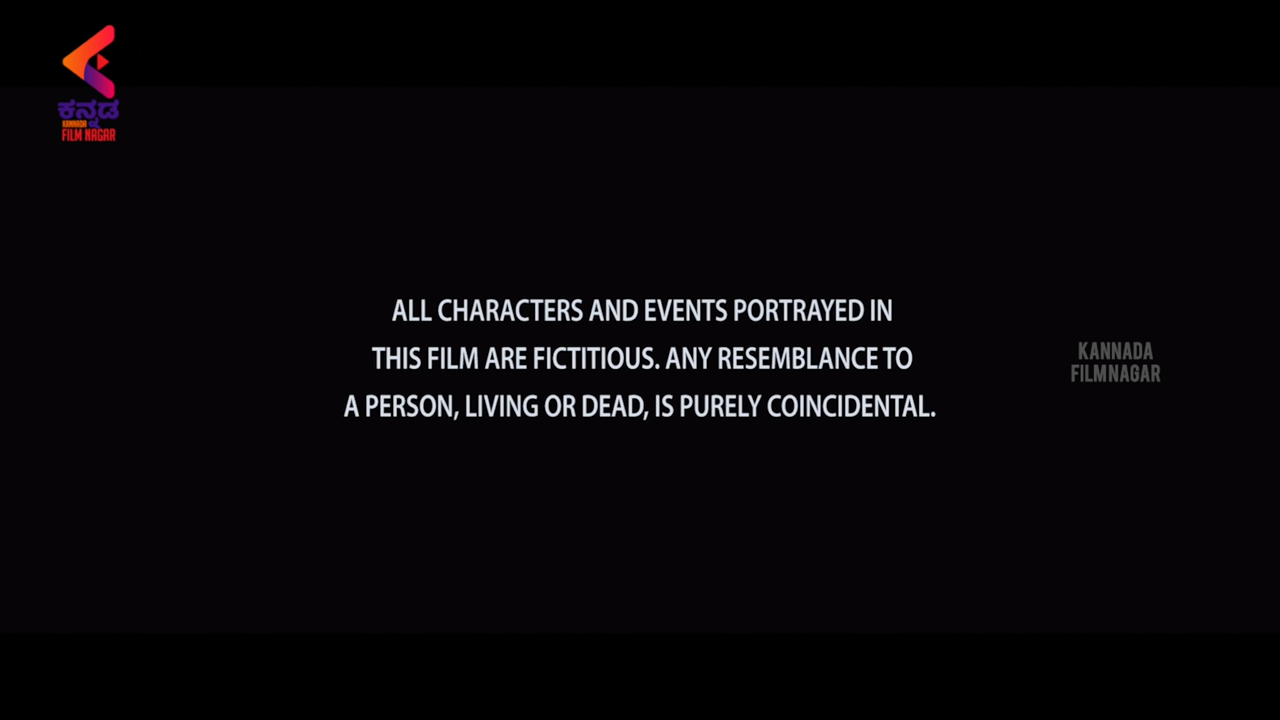 ಕನ್ನಡ
KANNADA
FILM NAGAR
ALL CHARACTERS AND EVENTS PORTRAYED IN
THIS FILM ARE FICTITIOUS. ANY RESEMBLANCE TO
A PERSON, LIVING OR DEAD, IS PURELY COINCIDENTAL.
KANNADA
FILMNAGAR